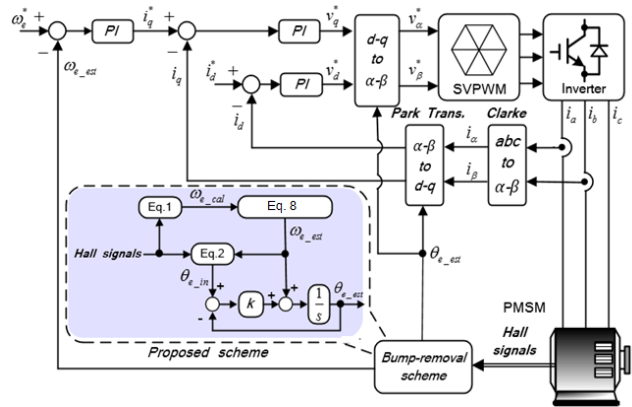 ω*e
+
−
PI
i*q
+
−
PI
v*q
d-q
to
α-β
v*α
v*β
SVPWM
Inverter
ωe_est
iq
i*d
+
−
PI
v*d
id
Park Trans.
Clarke
ia
ib
ic
α-β
to
d-q
iα
iβ
abc
to
α-β
Eq.1
ωe_cal
Eq. 8
ωe_est
Hall signals
Eq.2
θe_in
+
-
k
+
+
1
s
θe_est
θe_est
Proposed scheme
Bump-removal
scheme
Hall
signals
PMSM